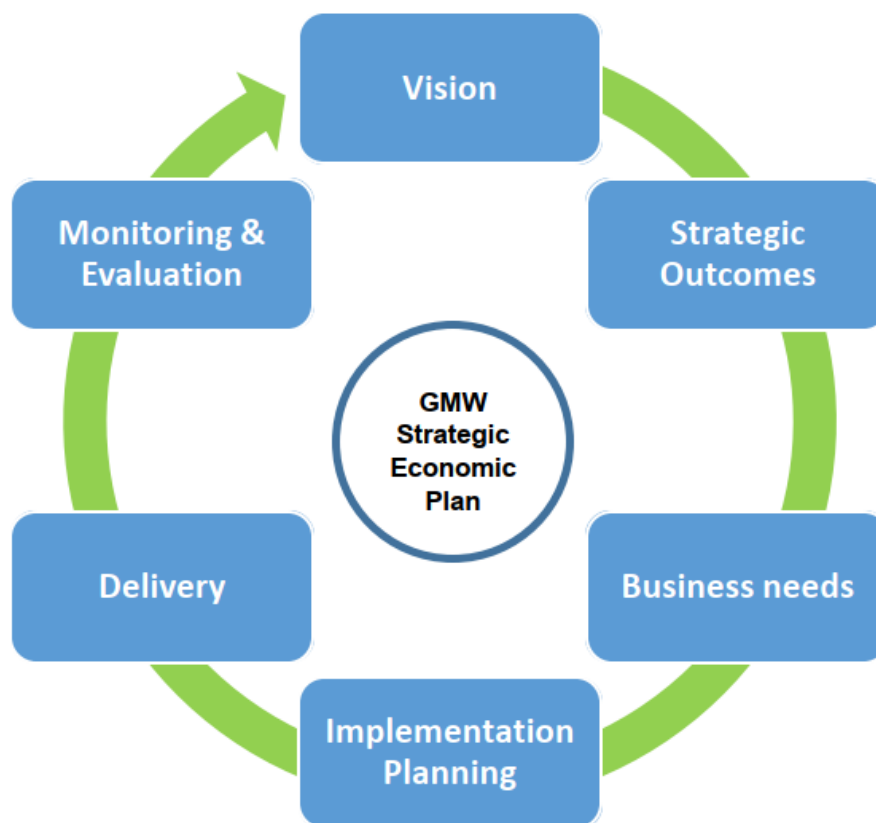 Vision
Strategic
Outcomes
Business needs
Implementation
Planning
Delivery
Monitoring &
Evaluation
GMW
Strategic
Economic
Plan